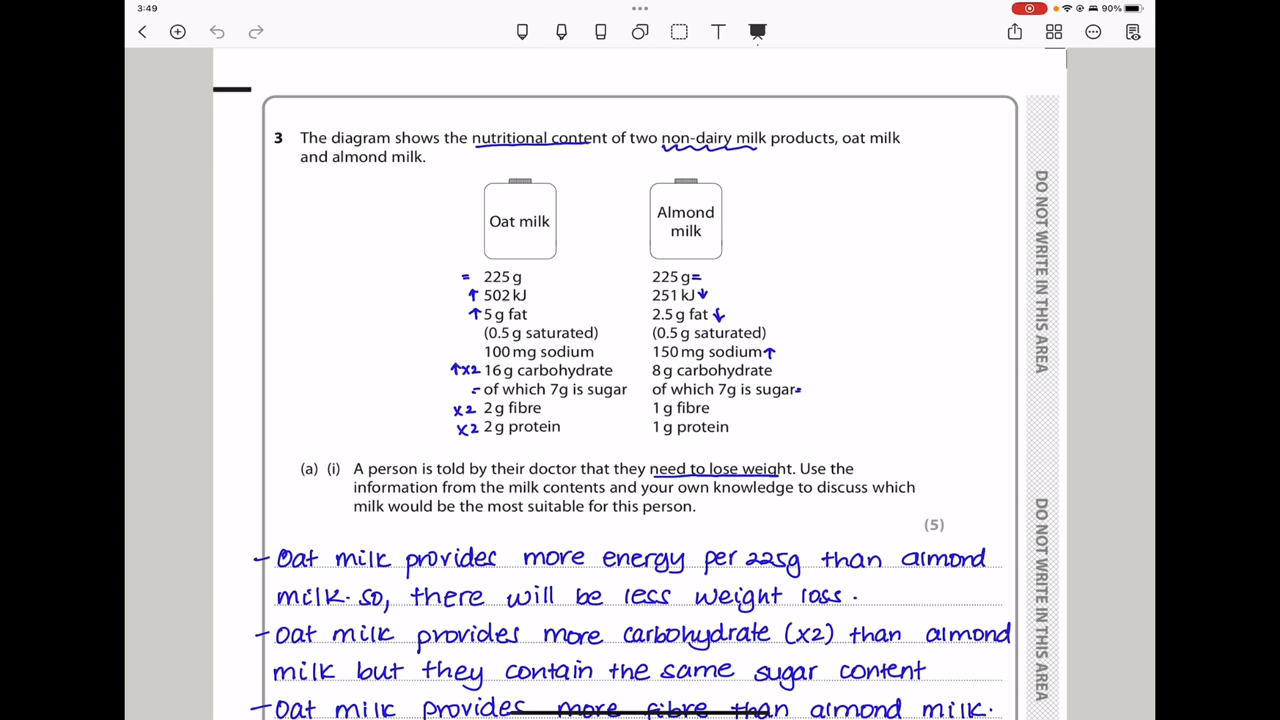 3:49
90%
T
3 The diagram shows the nutritional content of two non-dairy milk products, oat milk
and almond milk.
Oat milk
Almond
milk
= 225 g
225 g =
↑ 502 kJ
251 kJ ↓
↑ 5 g fat
2.5 g fat ↓
(0.5 g saturated)
(0.5 g saturated)
100 mg sodium
150 mg sodium ↑
↑x2 16 g carbohydrate
8 g carbohydrate
= of which 7g is sugar
of which 7g is sugar =
x2 2 g fibre
1 g fibre
x2 2 g protein
1 g protein
(a) (i) A person is told by their doctor that they need to lose weight. Use the
information from the milk contents and your own knowledge to discuss which
milk would be the most suitable for this person.
(5)
- Oat milk provides more energy per 225g than almond
milk. so, there will be less weight loss.
- Oat milk provides more carbohydrate (x2) than almond
milk but they contain the same sugar content
- Oat milk provides more fibre than almond milk.
DO NOT WRITE IN THIS AREA
DO NOT WRITE IN THIS AREA